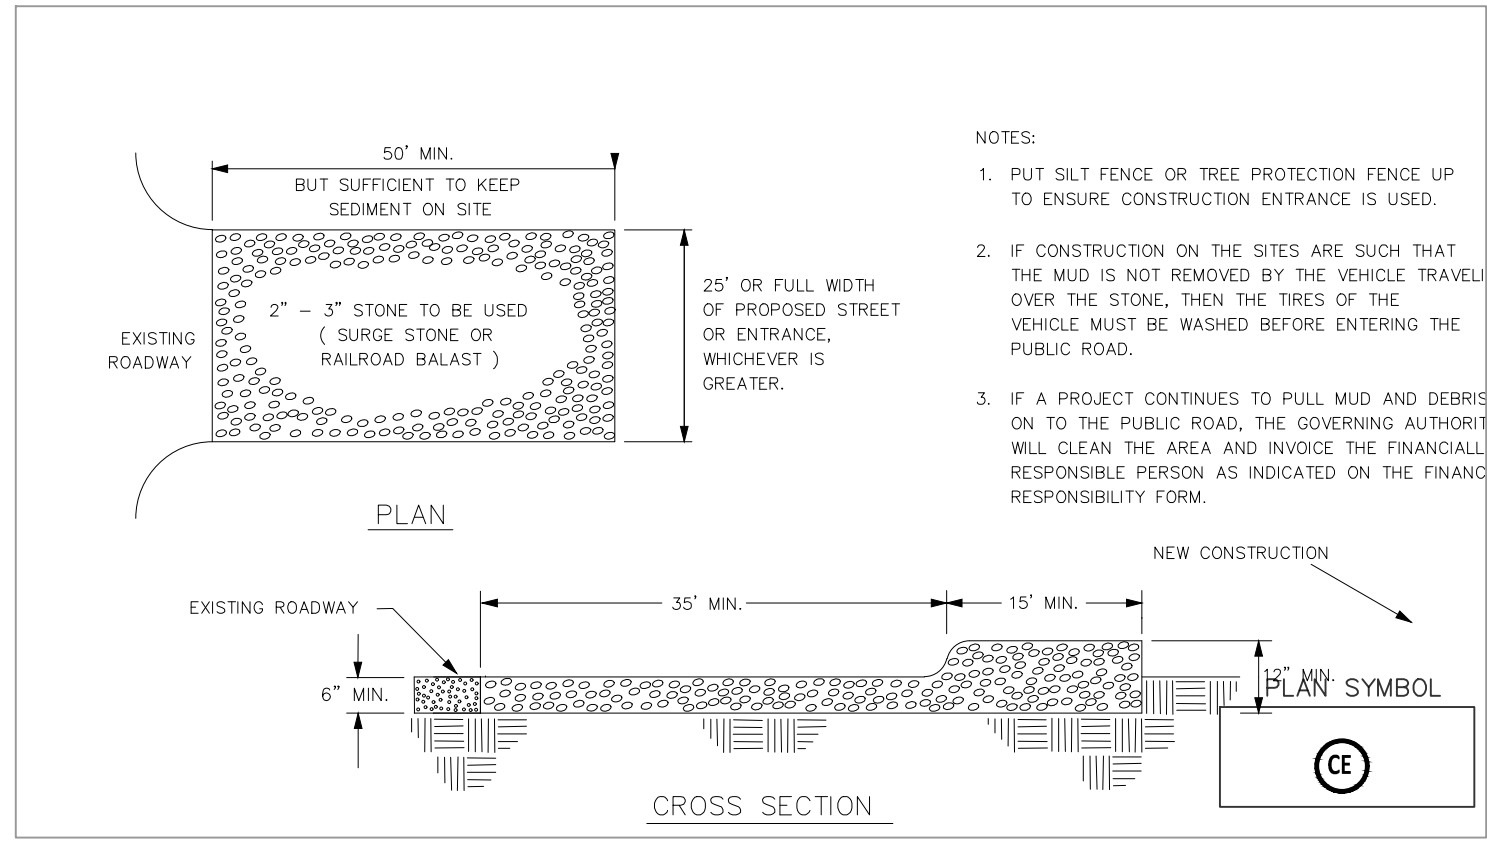 50' MIN.
BUT SUFFICIENT TO KEEP
SEDIMENT ON SITE
2" – 3" STONE TO BE USED
( SURGE STONE OR
RAILROAD BALAST )
EXISTING
ROADWAY
25' OR FULL WIDTH
OF PROPOSED STREET
OR ENTRANCE,
WHICHEVER IS
GREATER.
PLAN
NOTES:
1. PUT SILT FENCE OR TREE PROTECTION FENCE UP
TO ENSURE CONSTRUCTION ENTRANCE IS USED.
2. IF CONSTRUCTION ON THE SITES ARE SUCH THAT
THE MUD IS NOT REMOVED BY THE VEHICLE TRAVELI
OVER THE STONE, THEN THE TIRES OF THE
VEHICLE MUST BE WASHED BEFORE ENTERING THE
PUBLIC ROAD.
3. IF A PROJECT CONTINUES TO PULL MUD AND DEBRIS
ON TO THE PUBLIC ROAD, THE GOVERNING AUTHORIT
WILL CLEAN THE AREA AND INVOICE THE FINANCIALL
RESPONSIBLE PERSON AS INDICATED ON THE FINANC
RESPONSIBILITY FORM.
NEW CONSTRUCTION
EXISTING ROADWAY
35' MIN.
15' MIN.
6" MIN.
12" MIN.
PLAN SYMBOL
CE
CROSS SECTION